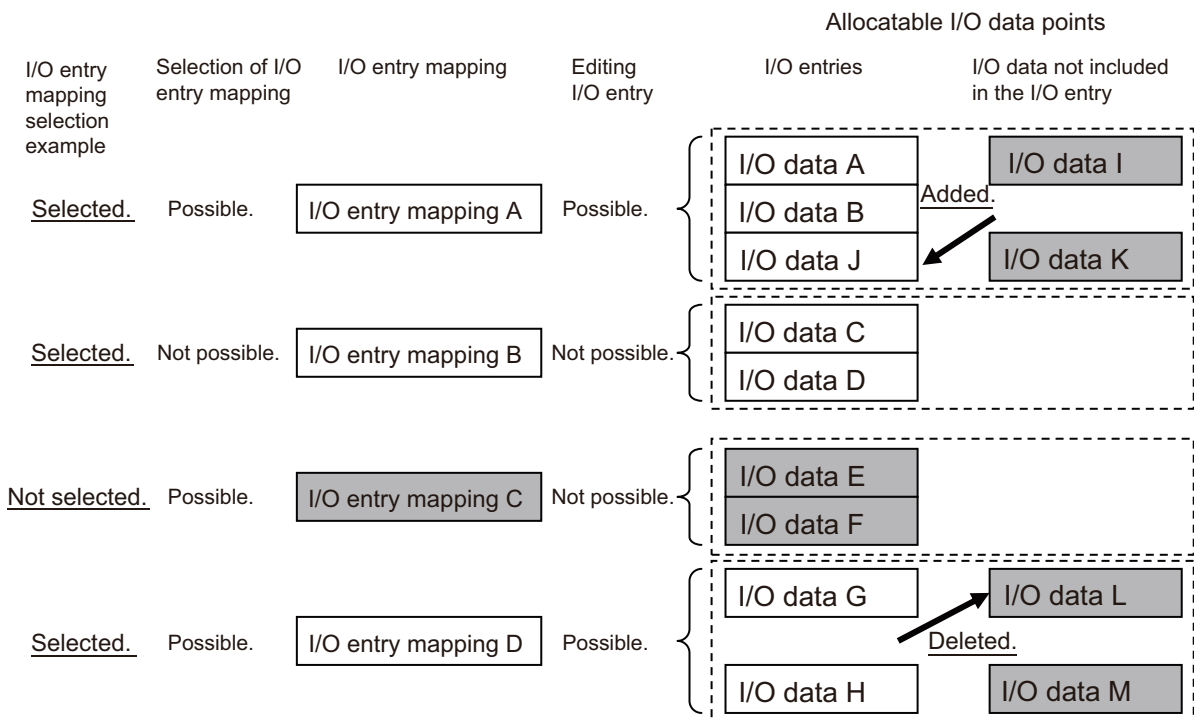 Allocatable I/O data points
I/O entry
mapping
selection
example
Selection of I/O
entry mapping
I/O entry mapping
Editing
I/O entry
I/O entries
I/O data not included
in the I/O entry
Selected.
Possible.
I/O entry mapping A
Possible.
I/O data A
I/O data B
I/O data J
Added.
I/O data I
I/O data K
Selected.
Not possible.
I/O entry mapping B
Not possible.
I/O data C
I/O data D
Not selected.
Possible.
I/O entry mapping C
Not possible.
I/O data E
I/O data F
Selected.
Possible.
I/O entry mapping D
Possible.
I/O data G
I/O data H
Deleted.
I/O data L
I/O data M